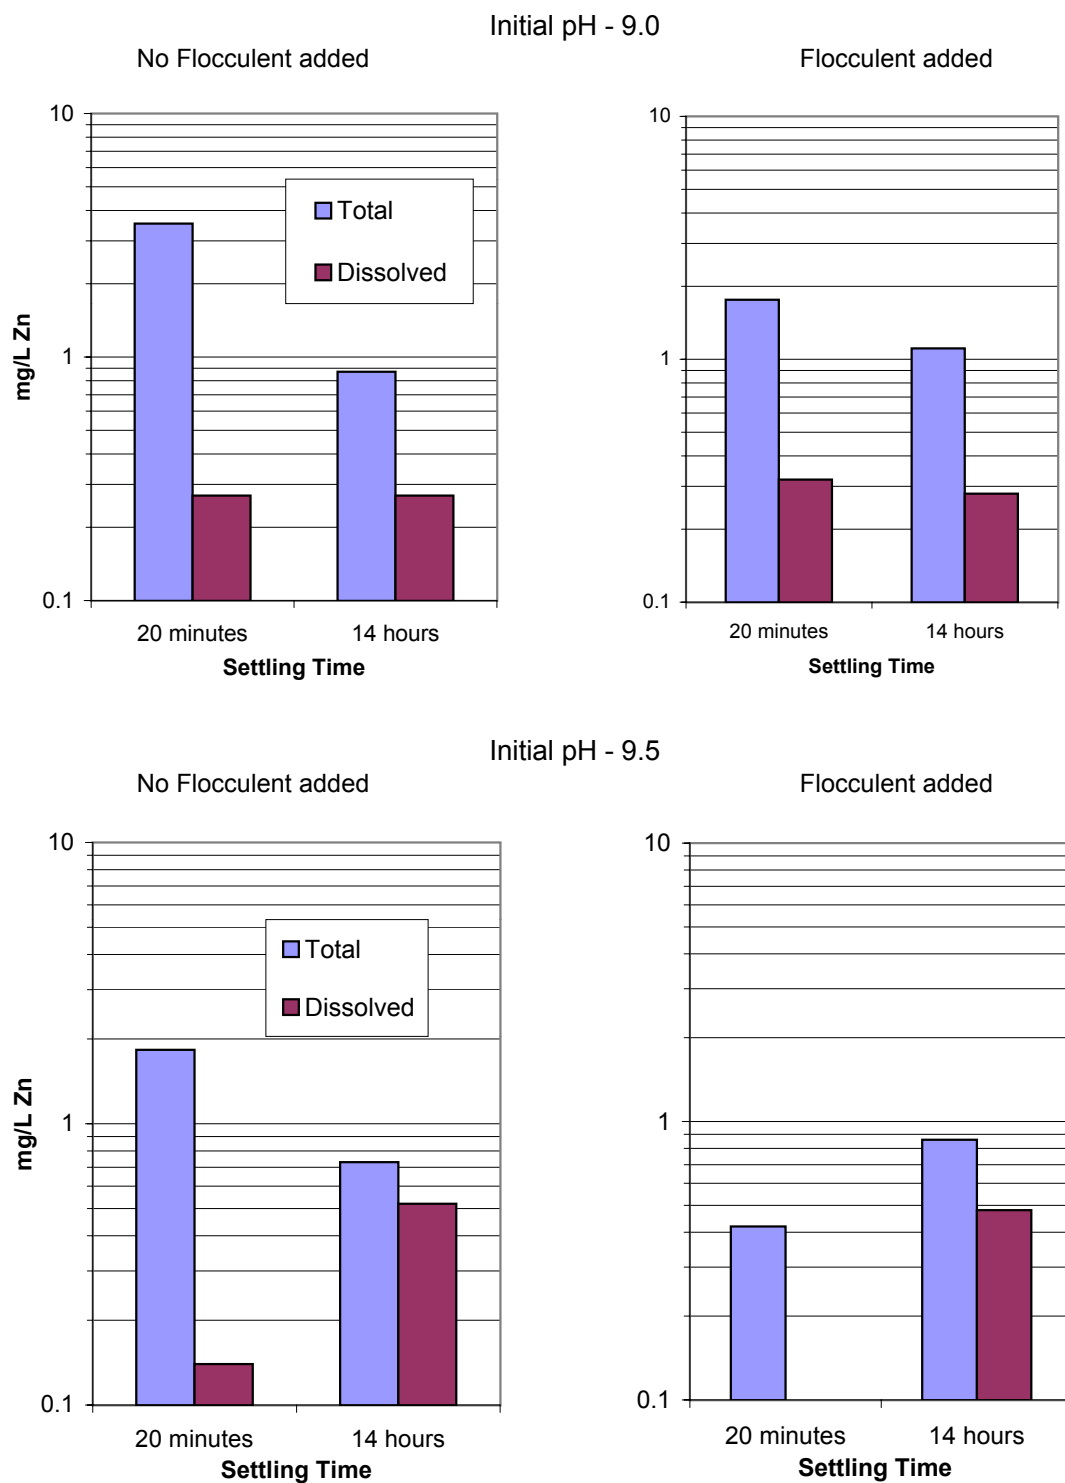 Initial pH - 9.0
No Flocculent added
Flocculent added
10
1
0.1
mg/L Zn
Total
Dissolved
20 minutes
14 hours
Settling Time
10
1
0.1
20 minutes
14 hours
Settling Time
Initial pH - 9.5
No Flocculent added
Flocculent added
10
1
0.1
mg/L Zn
Total
Dissolved
20 minutes
14 hours
Settling Time
10
1
0.1
20 minutes
14 hours
Settling Time